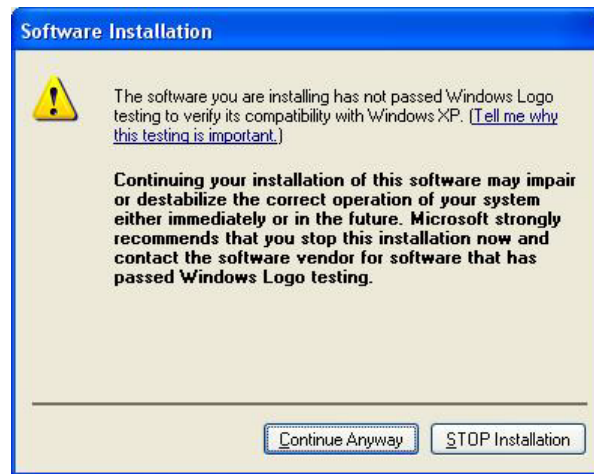 Software Installation
The software you are installing has not passed Windows Logo
testing to verify its compatibility with Windows XP. (Tell me why
this testing is important.)
Continuing your installation of this software may impair
or destabilize the correct operation of your system
either immediately or in the future. Microsoft strongly
recommends that you stop this installation now and
contact the software vendor for software that has
passed Windows Logo testing.
Continue Anyway
STOP Installation